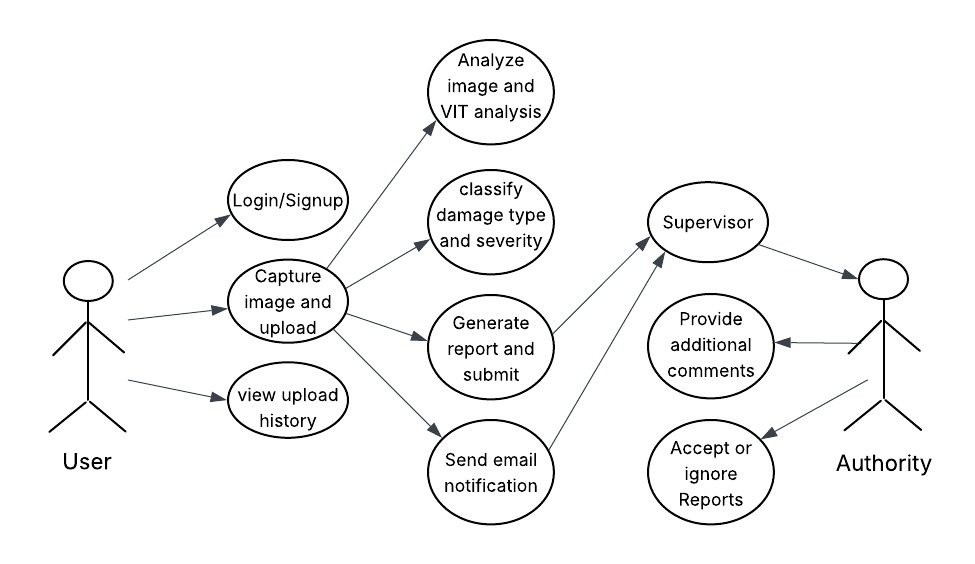 Analyze
image and
VIT analysis
Login/Signup
classify
damage type
and severity
Supervisor
Capture
image and
upload
Generate
report and
submit
Provide
additional
comments
view upload
history
Send email
notification
Accept or
ignore
Reports
User
Authority